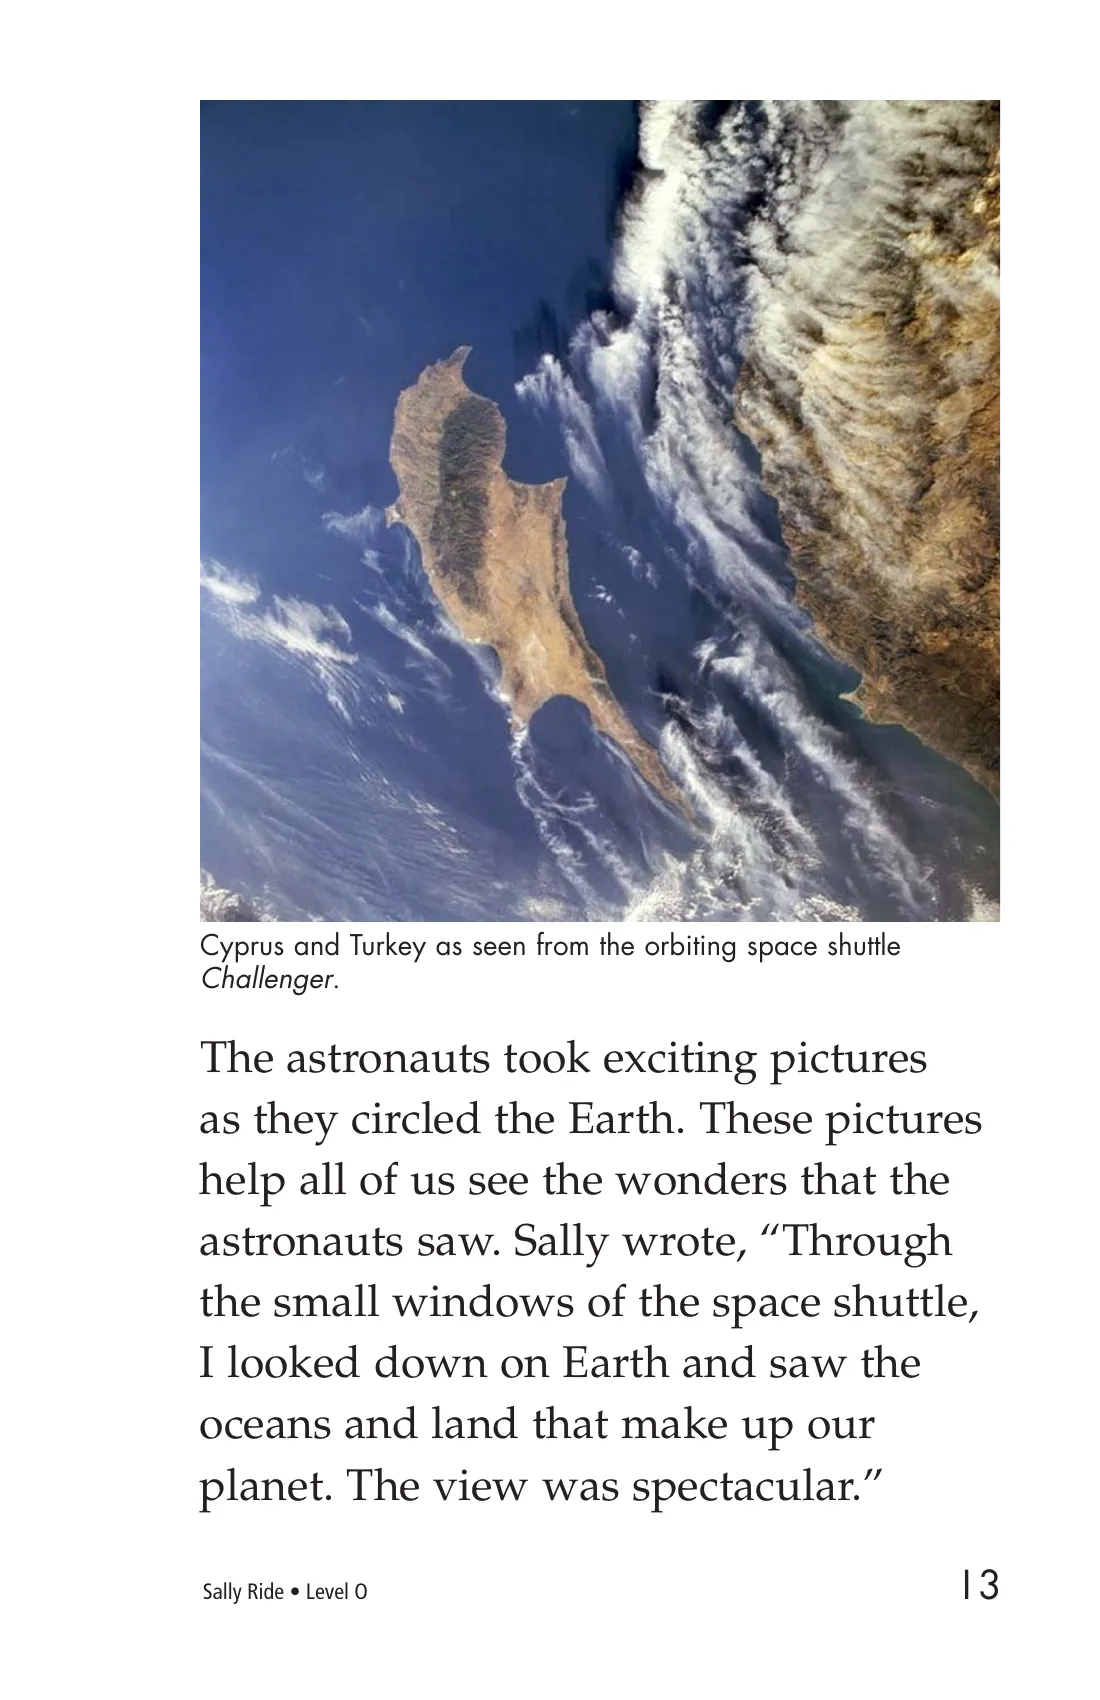 Cyprus and Turkey as seen from the orbiting space shuttle
Challenger.
The astronauts took exciting pictures
as they circled the Earth. These pictures
help all of us see the wonders that the
astronauts saw. Sally wrote, “Through
the small windows of the space shuttle,
I looked down on Earth and saw the
oceans and land that make up our
planet. The view was spectacular.”
Sally Ride • Level O
13